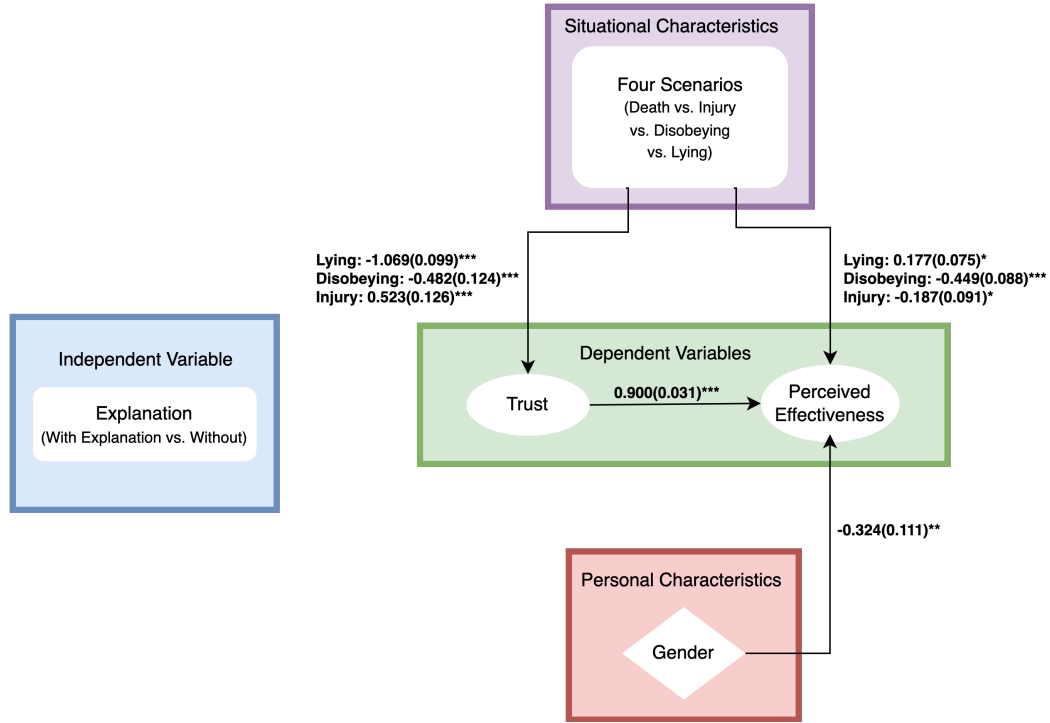 Situational Characteristics
Four Scenarios
(Death vs. Injury
vs. Disobeying
vs. Lying)
Lying: -1.069(0.099)***
Disobeying: -0.482(0.124)***
Injury: 0.523(0.126)***
Lying: 0.177(0.075)*
Disobeying: -0.449(0.088)***
Injury: -0.187(0.091)*
Independent Variable
Explanation
(With Explanation vs. Without)
Dependent Variables
Trust
0.900(0.031)***
Perceived
Effectiveness
-0.324(0.111)**
Personal Characteristics
Gender